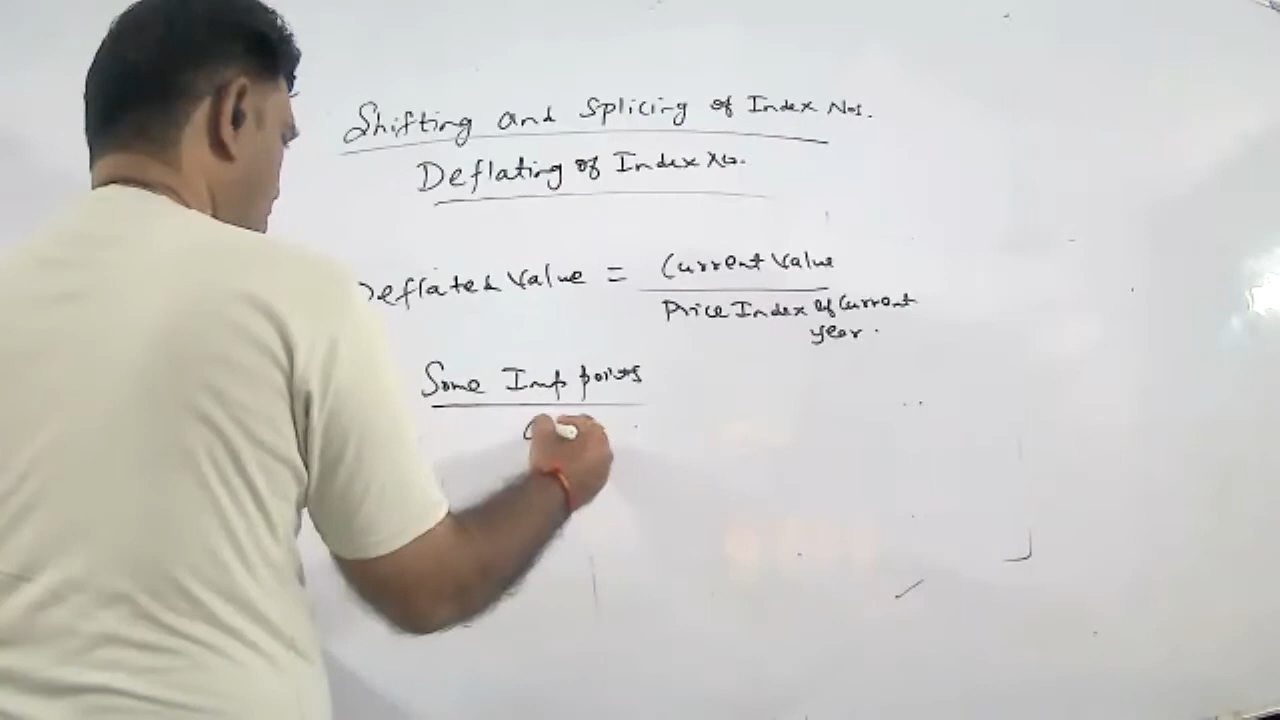 Shifting and Splicing of Index Nos.
Deflating of Index No.
Deflated Value = Current Value
Price Index of Current
year.
Some Imp points